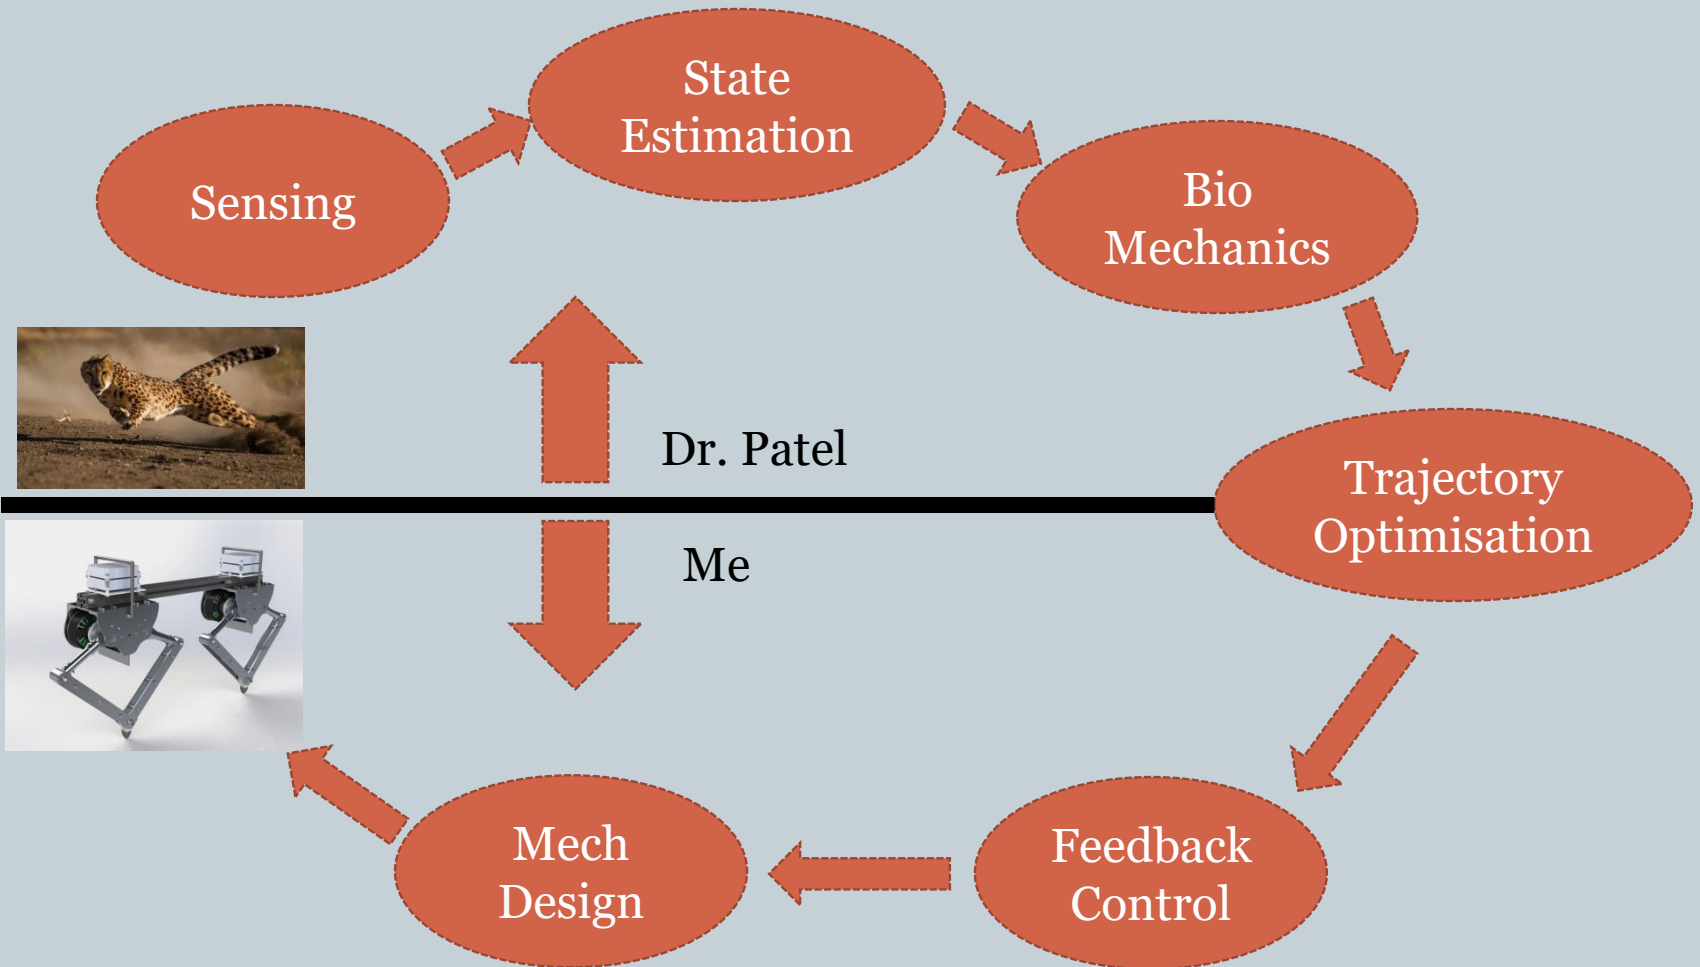 State
Estimation
Sensing
Bio
Mechanics
Dr. Patel
Trajectory
Optimisation
Me
Mech
Design
Feedback
Control